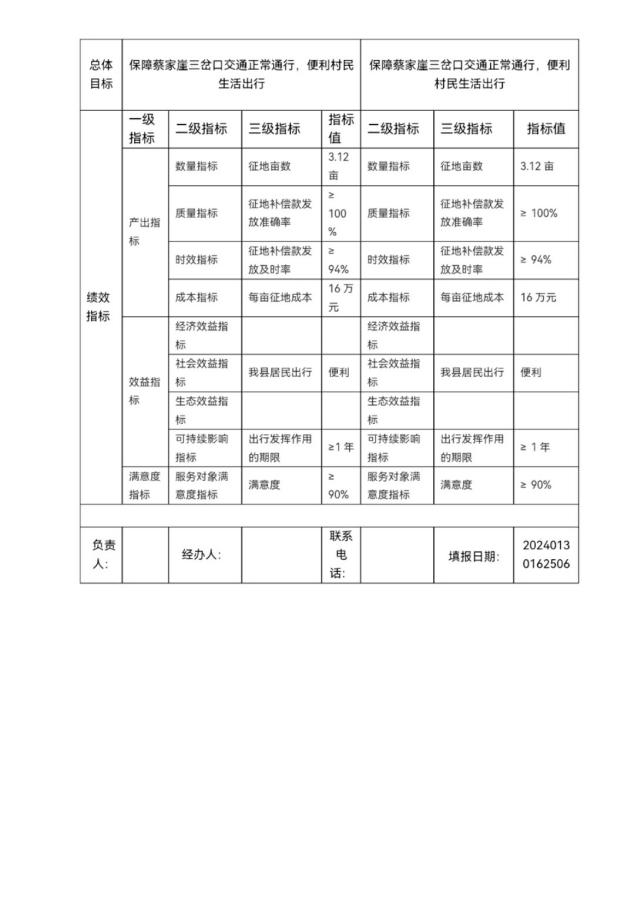 总体
目标
保障蔡家崖三岔口交通正常通行，便利村民
生活出行
保障蔡家崖三岔口交通正常通行，便利
村民生活出行
绩效
指标
一级
指标
二级指标
三级指标
指标
值
二级指标
三级指标
指标值
产出指
标
数量指标
征地亩数
3.12
亩
数量指标
征地亩数
3.12 亩
质量指标
征地补偿款发
放准确率
≥
100
%
质量指标
征地补偿款发
放准确率
≥ 100%
时效指标
征地补偿款发
放及时率
≥
94%
时效指标
征地补偿款发
放及时率
≥ 94%
成本指标
每亩征地成本
16 万
元
成本指标
每亩征地成本
16 万元
效益指
标
经济效益指
标
经济效益指
标
社会效益指
标
我县居民出行
便利
社会效益指
标
我县居民出行
便利
生态效益指
标
生态效益指
标
可持续影响
指标
出行发挥作用
的期限
≥1 年
可持续影响
指标
出行发挥作用
的期限
≥ 1 年
满意度
指标
服务对象满
意度指标
满意度
≥
90%
服务对象满
意度指标
满意度
≥ 90%
负责
人：
经办人：
联系
电
话：
填报日期：
2024013
0162506